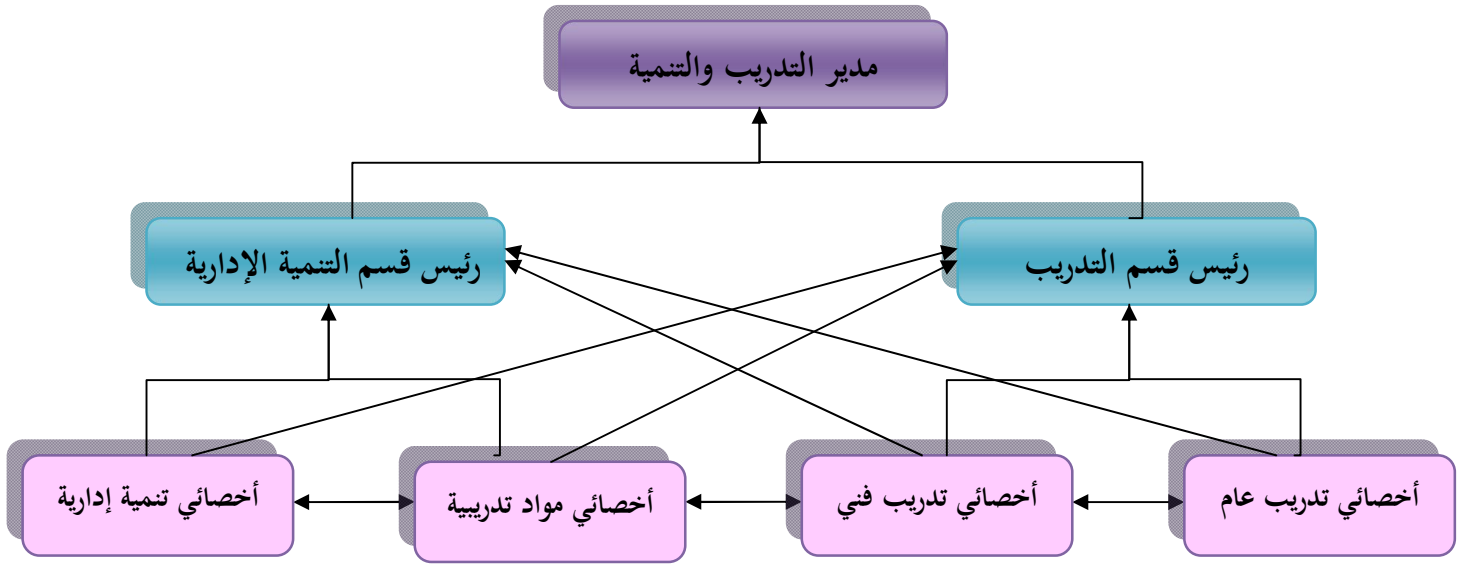 مدير التدريب والتنمية
رئيس قسم التدريب
رئيس قسم التنمية الإدارية
أخصائي تدريب عام
أخصائي تدريب فني
أخصائي مواد تدريبية
أخصائي تنمية إدارية